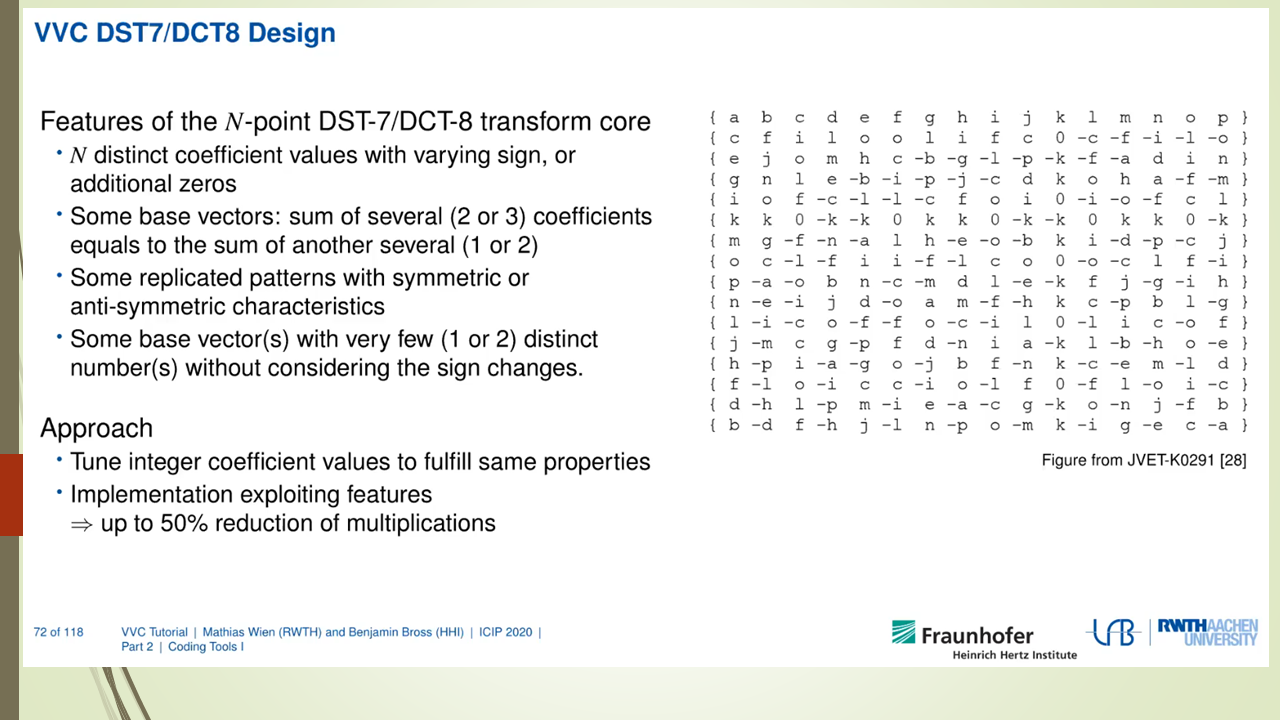 VVC DST7/DCT8 Design
Features of the N-point DST-7/DCT-8 transform core
• N distinct coefficient values with varying sign, or
additional zeros
• Some base vectors: sum of several (2 or 3) coefficients
equals to the sum of another several (1 or 2)
• Some replicated patterns with symmetric or
anti-symmetric characteristics
• Some base vector(s) with very few (1 or 2) distinct
number(s) without considering the sign changes.
Approach
• Tune integer coefficient values to fulfill same properties
• Implementation exploiting features
⇒ up to 50% reduction of multiplications
{ a b c d e f g h i j k l m n o p }
{ c f i l o o l i f c 0 -c -f -i -l -o }
{ e j o m h c -b -g -l -p -k -f -a d i n }
{ g n l e -b -i -p -j -c d k o h a -f -m }
{ i o f -c -l -l -c f o i 0 -i -o -f c l }
{ k k 0 -k -k 0 k k 0 -k -k 0 k k 0 -k }
{ m g -f -n -a l h -e -o -b k i -d -p -c j }
{ o c -l -f i i -f -l c o 0 -o -c l f -i }
{ p -a -o b n -c -m d l -e -k f j -g -i h }
{ n -e -i j d -o a m -f -h k c -p b l -g }
{ l -i -c o -f -f o -c -i l 0 -l i c -o f }
{ j -m c g -p f d -n i a -k l -b -h o -e }
{ h -p i -a -g o -j b f -n k -c -e m -l d }
{ f -l o -i c c -i o -l f 0 -f l -o i -c }
{ d -h l -p m -i e -a -c g -k o -n j -f b }
{ b -d f -h j -l n -p o -m k -i g -e c -a }
Figure from JVET-K0291 [28]
72 of 118 VVC Tutorial | Mathias Wien (RWTH) and Benjamin Bross (HHI) | ICIP 2020 |
Part 2 | Coding Tools I
Fraunhofer
Heinrich Hertz Institute
RWTHAACHEN
UNIVERSITY